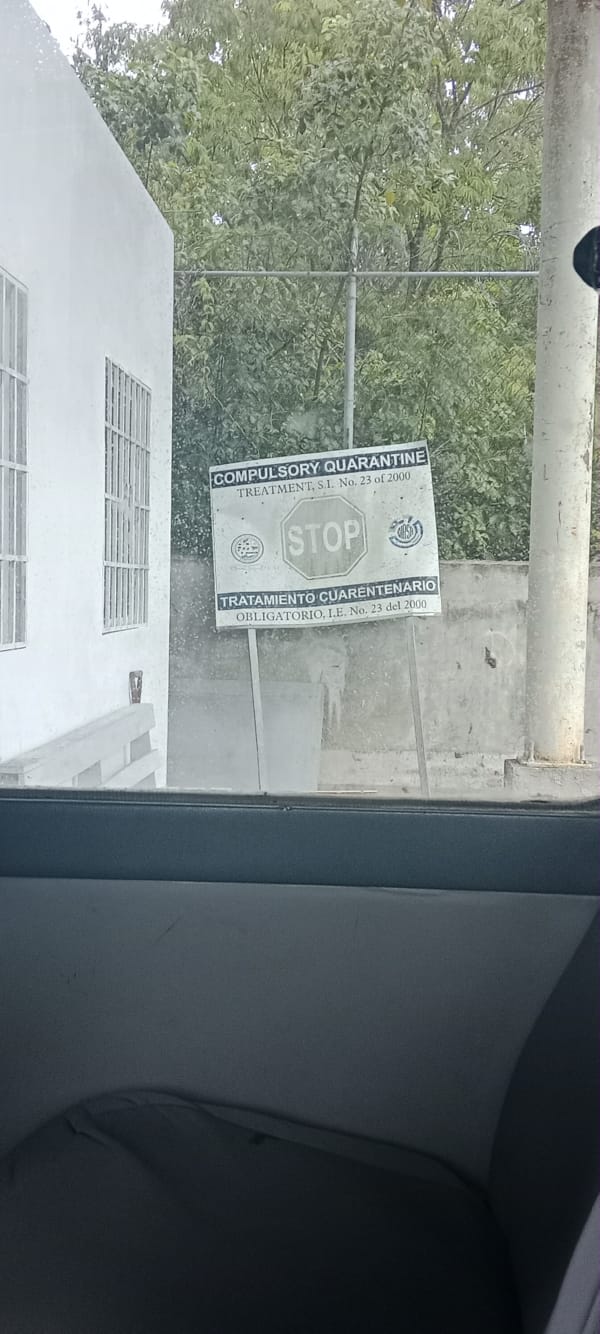 COMPULSORY QUARANTINE
TREATMENT, S.I. No. 23 of 2000
STOP
TRATAMIENTO CUARENTENARIO
OBLIGATORIO, I.E. No. 23 del 2000